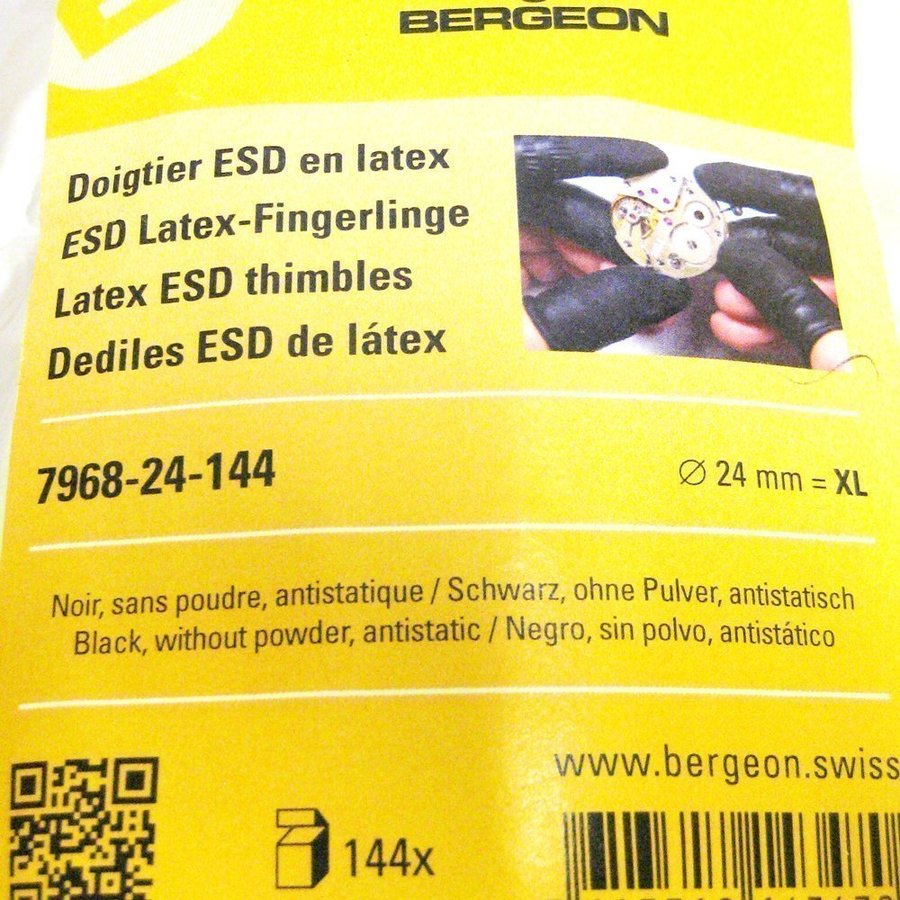 BERGEON
Doigtier ESD en latex
ESD Latex-Fingerlinge
Latex ESD thimbles
Dediles ESD de látex
7968-24-144
∅ 24 mm = XL
Noir, sans poudre, antistatique / Schwarz, ohne Pulver, antistatisch
Black, without powder, antistatic / Negro, sin polvo, antistático
www.bergeon.swiss
144x